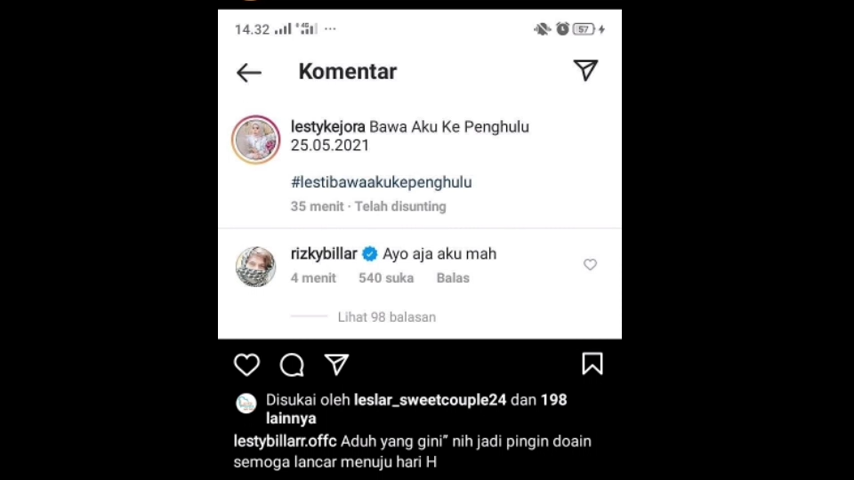 14.32
57
Komentar
lestykejora Bawa Aku Ke Penghulu
25.05.2021
#lestibawaakukepenghulu
35 menit · Telah disunting
rizkybillar Ayo aja aku mah
4 menit 540 suka Balas
Lihat 98 balasan
Disukai oleh leslar_sweetcouple24 dan 198
lainnya
lestybillarr.offc Aduh yang gini" nih jadi pingin doain
semoga lancar menuju hari H